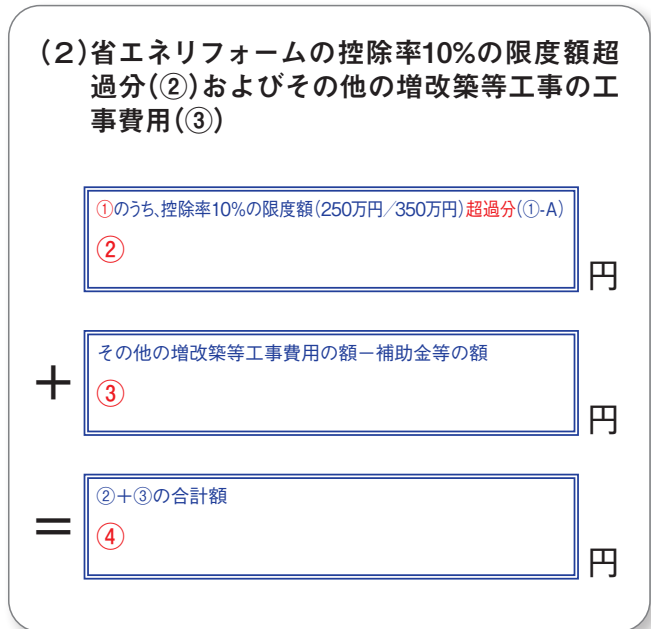 (2)省エネリフォームの控除率10%の限度額超
過分(②)およびその他の増改築等工事の工
事費用(③)
①のうち、控除率10%の限度額(250万円/350万円)超過分(①-A)
②
円
+
その他の増改築等工事費用の額－補助金等の額
③
円
=
②＋③の合計額
④
円